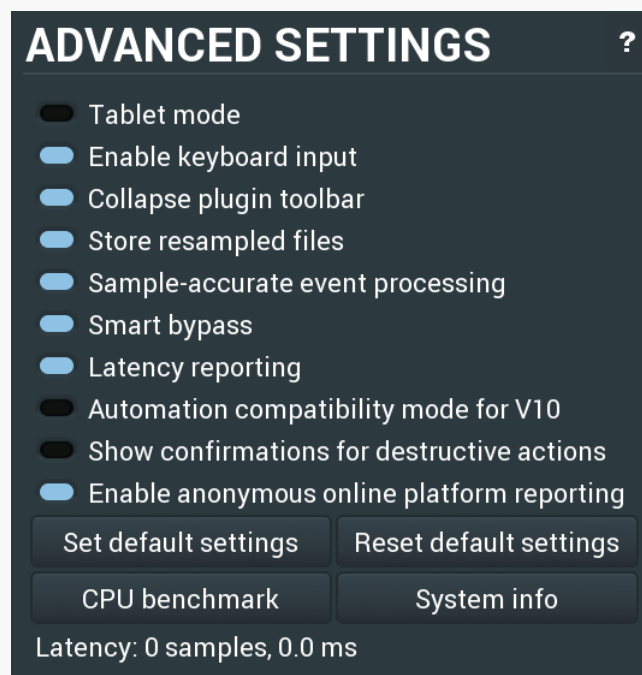 ADVANCED SETTINGS ?
Tablet mode
Enable keyboard input
Collapse plugin toolbar
Store resampled files
Sample-accurate event processing
Smart bypass
Latency reporting
Automation compatibility mode for V10
Show confirmations for destructive actions
Enable anonymous online platform reporting
Set default settings Reset default settings
CPU benchmark System info
Latency: 0 samples, 0.0 ms